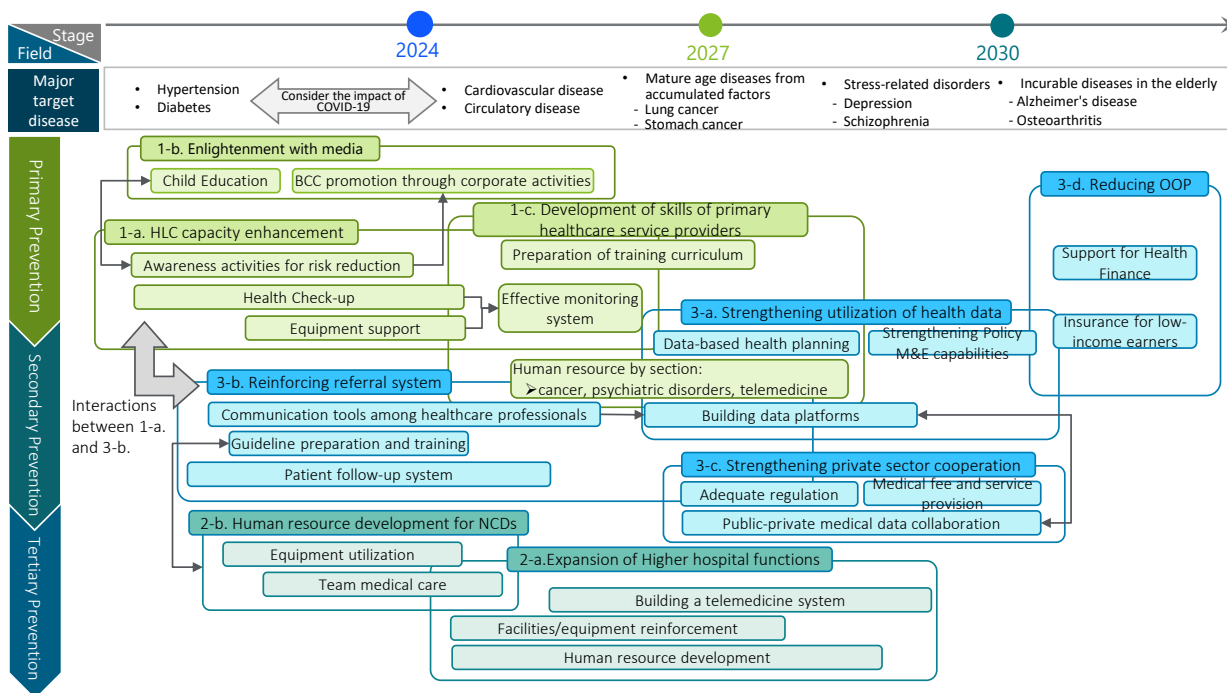 Stage
Field
2024
2027
2030
Major
target
disease
• Hypertension
• Diabetes
Consider the impact of
COVID-19
• Cardiovascular disease
• Circulatory disease
• Mature age diseases from
accumulated factors
- Lung cancer
- Stomach cancer
• Stress-related disorders
- Depression
- Schizophrenia
• Incurable diseases in the elderly
- Alzheimer's disease
- Osteoarthritis
Primary Prevention
Secondary Prevention
Tertiary Prevention
1-b. Enlightenment with media
Child Education
BCC promotion through corporate activities
1-a. HLC capacity enhancement
Awareness activities for risk reduction
Health Check-up
Equipment support
Effective monitoring
system
1-c. Development of skills of primary
healthcare service providers
Preparation of training curriculum
Human resource by section:
➢cancer, psychiatric disorders, telemedicine
3-d. Reducing OOP
Support for Health
Finance
Insurance for low-
income earners
3-a. Strengthening utilization of health data
Data-based health planning
Strengthening Policy
M&E capabilities
Building data platforms
Interactions
between 1-a.
and 3-b.
3-b. Reinforcing referral system
Communication tools among healthcare professionals
Guideline preparation and training
Patient follow-up system
3-c. Strengthening private sector cooperation
Adequate regulation
Medical fee and service
provision
Public-private medical data collaboration
2-b. Human resource development for NCDs
Equipment utilization
Team medical care
2-a.Expansion of Higher hospital functions
Building a telemedicine system
Facilities/equipment reinforcement
Human resource development